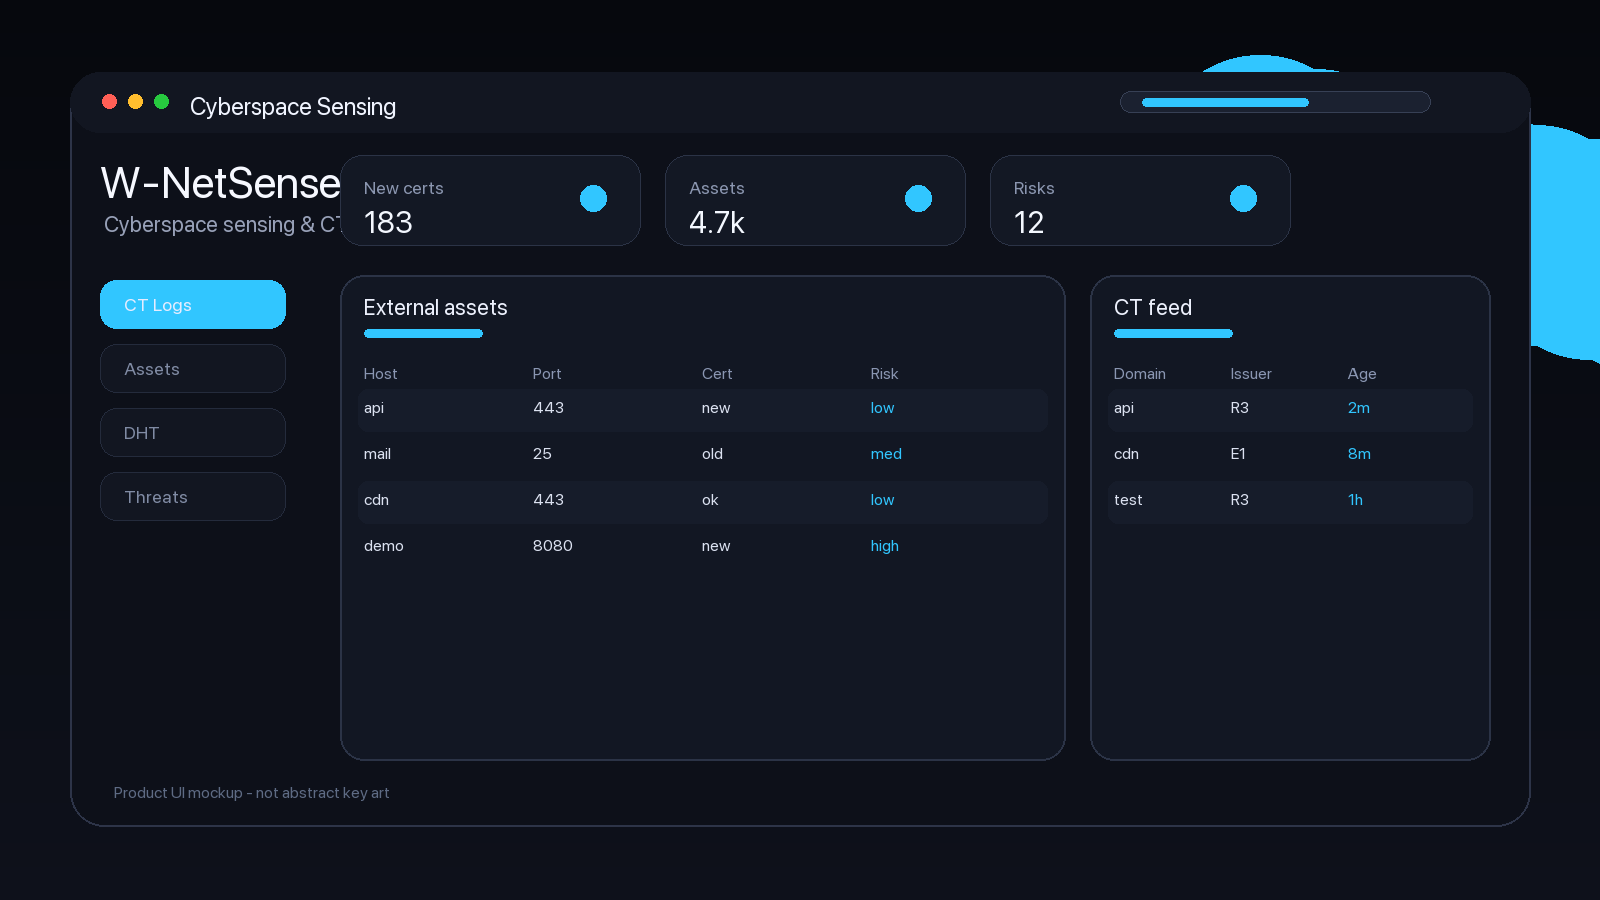 Cyberspace Sensing
W-NetSense
Cyberspace sensing & CT
New certs
183
Assets
4.7k
Risks
12
CT Logs
Assets
DHT
Threats
External assets
Host Port Cert Risk
api 443 new low
mail 25 old med
cdn 443 ok low
demo 8080 new high
CT feed
Domain Issuer Age
api R3 2m
cdn E1 8m
test R3 1h
Product UI mockup - not abstract key art